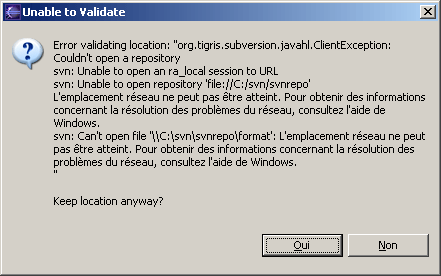 Unable to Validate
Error validating location: "org.tigris.subversion.javahl.ClientException:
Couldn't open a repository
svn: Unable to open an ra_local session to URL
svn: Unable to open repository 'file://C:/svn/svnrepo'
L'emplacement réseau ne peut pas être atteint. Pour obtenir des informations
concernant la résolution des problèmes du réseau, consultez l'aide de
Windows.
svn: Can't open file '\\C:\svn\svnrepo\format': L'emplacement réseau ne peut
pas être atteint. Pour obtenir des informations concernant la résolution des
problèmes du réseau, consultez l'aide de Windows.
"
Keep location anyway?
Oui
Non